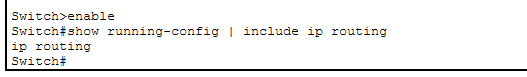 Switch>enable
Switch#show running-config | include ip routing
ip routing
Switch#